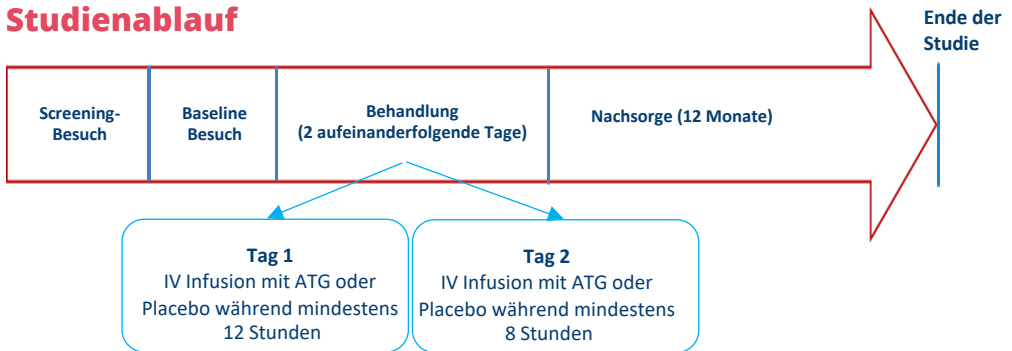 Studienablauf
Ende der
Studie
Screening-
Besuch
Baseline
Besuch
Behandlung
(2 aufeinanderfolgende Tage)
Nachsorge (12 Monate)
Tag 1
IV Infusion mit ATG oder
Placebo während mindestens
12 Stunden
Tag 2
IV Infusion mit ATG oder
Placebo während mindestens
8 Stunden